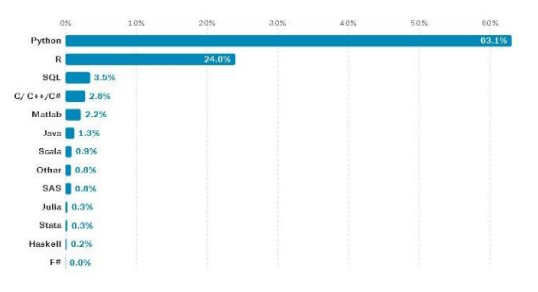 0% 10% 20% 30% 40% 50% 60%
Python 63.1%
R 24.0%
SQL 3.5%
C/ C++/C# 2.8%
Matlab 2.2%
Java 1.3%
Scala 0.9%
Other 0.8%
SAS 0.8%
Julia 0.3%
Stata 0.3%
Haskell 0.2%
F# 0.0%